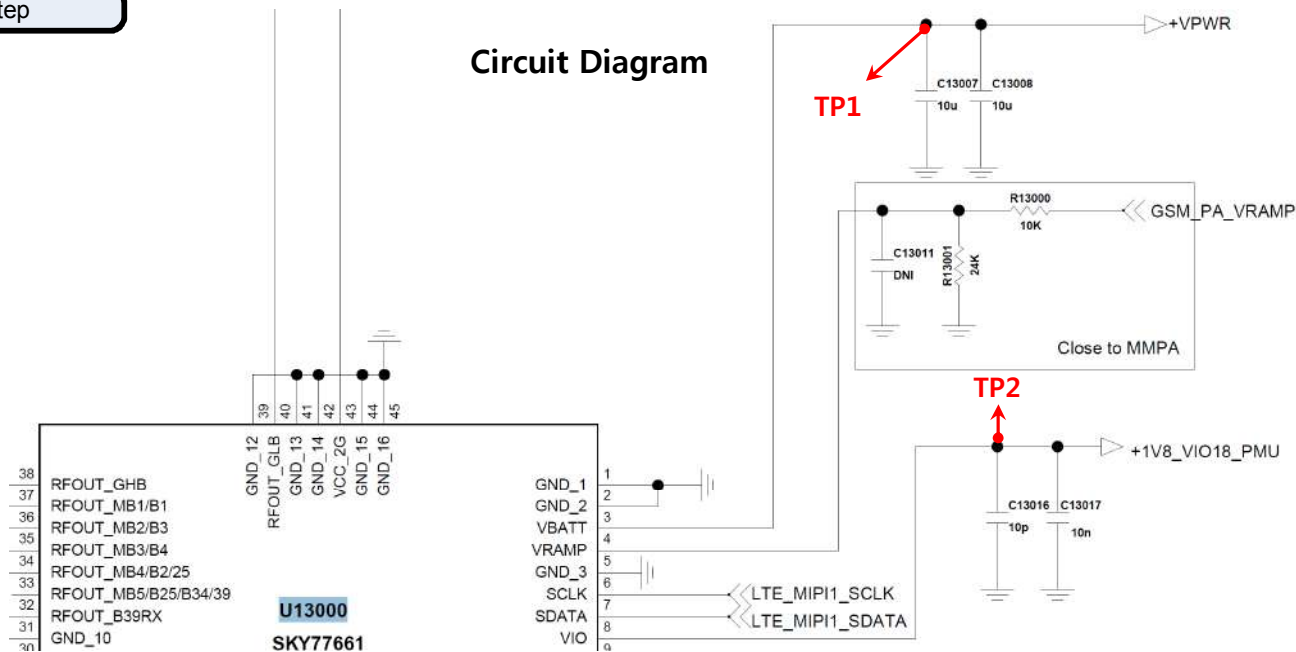 tep
Circuit Diagram
+VPWR
C13007
C13008
10u
10u
TP1
R13000
10K
GSM_PA_VRAMP
C13011
DNI
R13001
24K
Close to MMPA
TP2
+1V8_VIO18_PMU
C13016
C13017
10p
10n
39
40
41
42
43
44
45
GND_12
RFOUT_GLB
GND_13
GND_14
VCC_2G
GND_15
GND_16
38
RFOUT_GHB
37
RFOUT_MB1/B1
36
RFOUT_MB2/B3
35
RFOUT_MB3/B4
34
RFOUT_MB4/B2/25
33
RFOUT_MB5/B25/B34/39
32
RFOUT_B39RX
31
GND_10
30
U13000
SKY77661
GND_1
1
GND_2
2
VBATT
3
VRAMP
4
GND_3
5
SCLK
6
LTE_MIPI1_SCLK
SDATA
7
LTE_MIPI1_SDATA
VIO
8
9